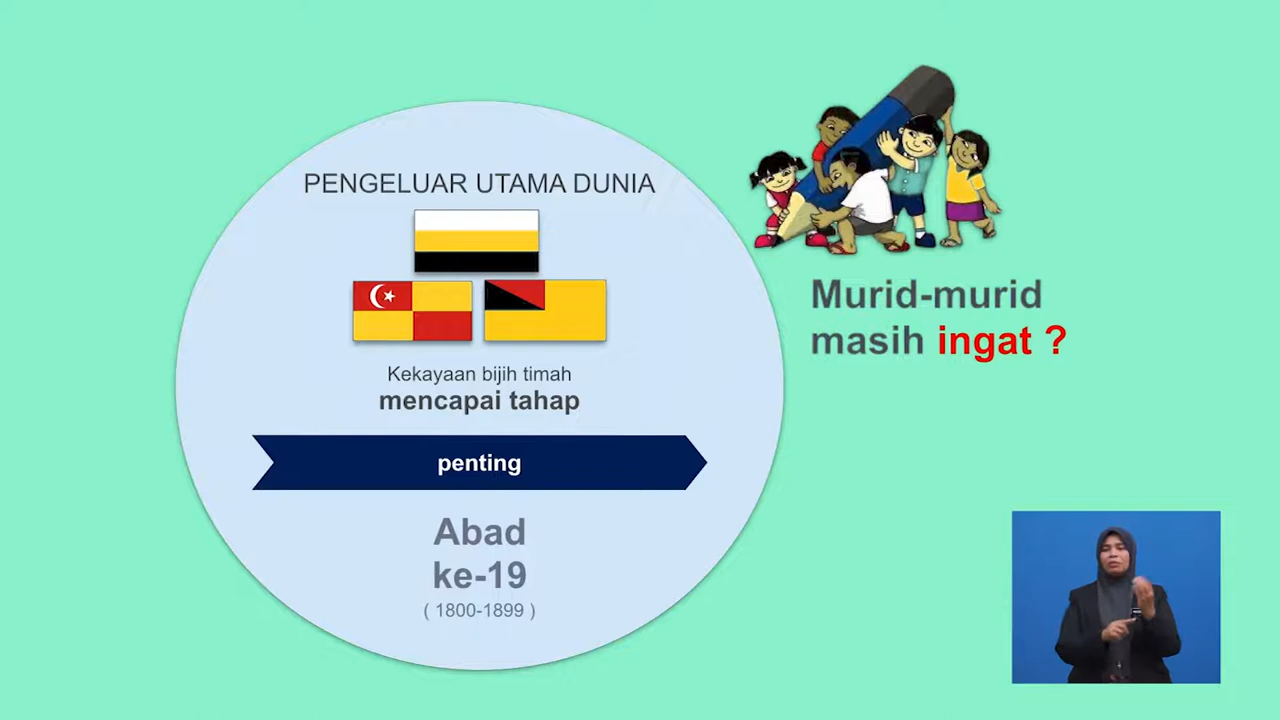 PENGELUAR UTAMA DUNIA
Kekayaan bijih timah
mencapai tahap
penting
Abad
ke-19
( 1800-1899 )
Murid-murid
masih ingat ?